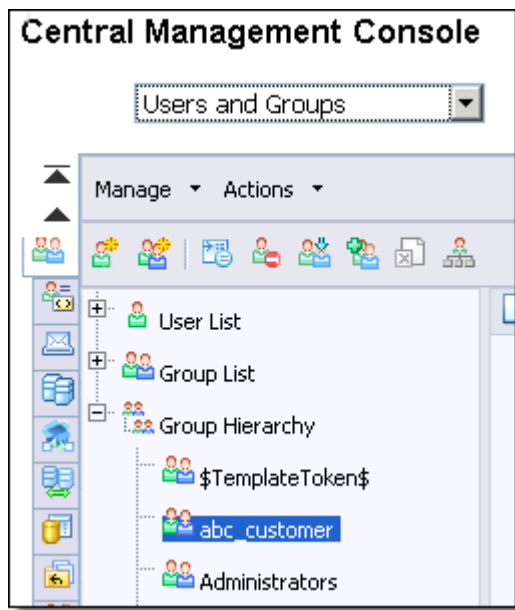 Central Management Console
Users and Groups
Manage Actions
User List
Group List
Group Hierarchy
$TemplateToken$
abc_customer
Administrators